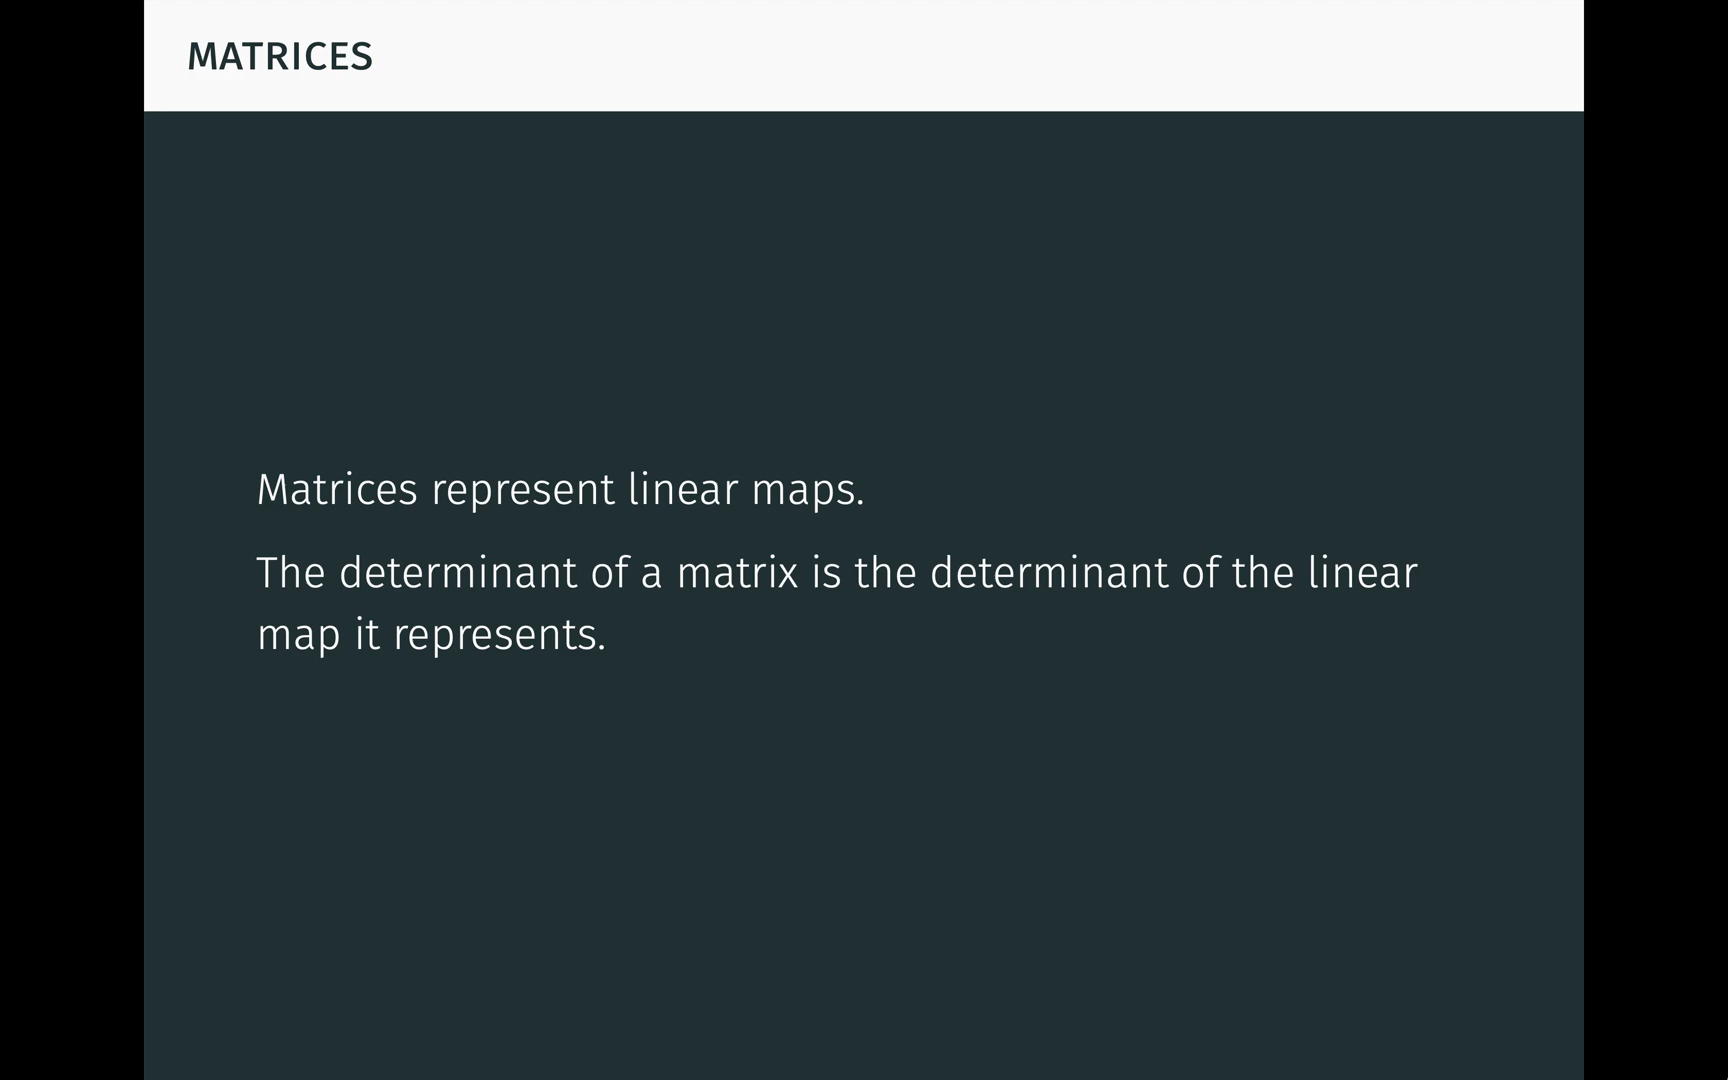 MATRICES
Matrices represent linear maps.
The determinant of a matrix is the determinant of the linear
map it represents.